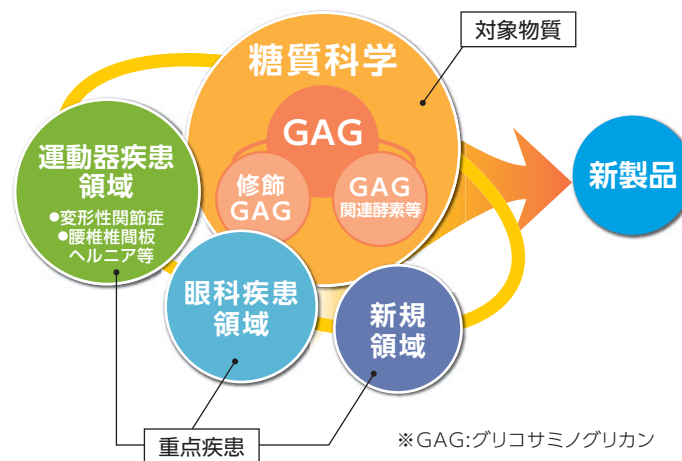 対象物質
糖質科学
GAG
修飾
GAG
GAG
関連酵素等
運動器疾患
領域
●変形性関節症
●腰椎椎間板
ヘルニア等
新製品
眼科疾患
領域
新規
領域
重点疾患
※GAG:グリコサミノグリカン